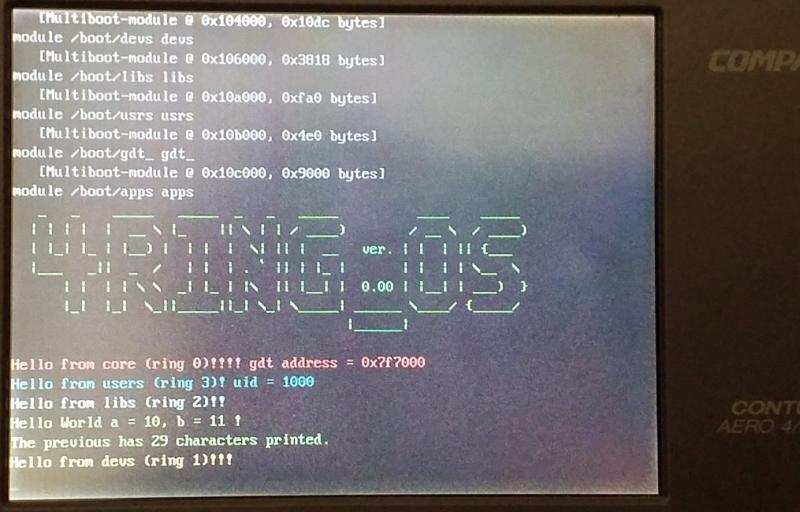 [Multiboot-module @ 0x104000, 0x10dc bytes]
module /boot/devs devs
[Multiboot-module @ 0x106000, 0x3818 bytes]
module /boot/libs libs
[Multiboot-module @ 0x10a000, 0xfa0 bytes]
module /boot/usrs usrs
[Multiboot-module @ 0x10b000, 0x4e0 bytes]
module /boot/gdt_ gdt_
[Multiboot-module @ 0x10c000, 0x9000 bytes]
module /boot/apps apps
4RING_OS
ver.
0.00
Hello from core (ring 0)!!!! gdt address = 0x7f7000
Hello from users (ring 3)! uid = 1000
Hello from libs (ring 2)!!
Hello World a = 10, b = 11 !
The previous has 29 characters printed.
Hello from devs (ring 1)!!!
AERO